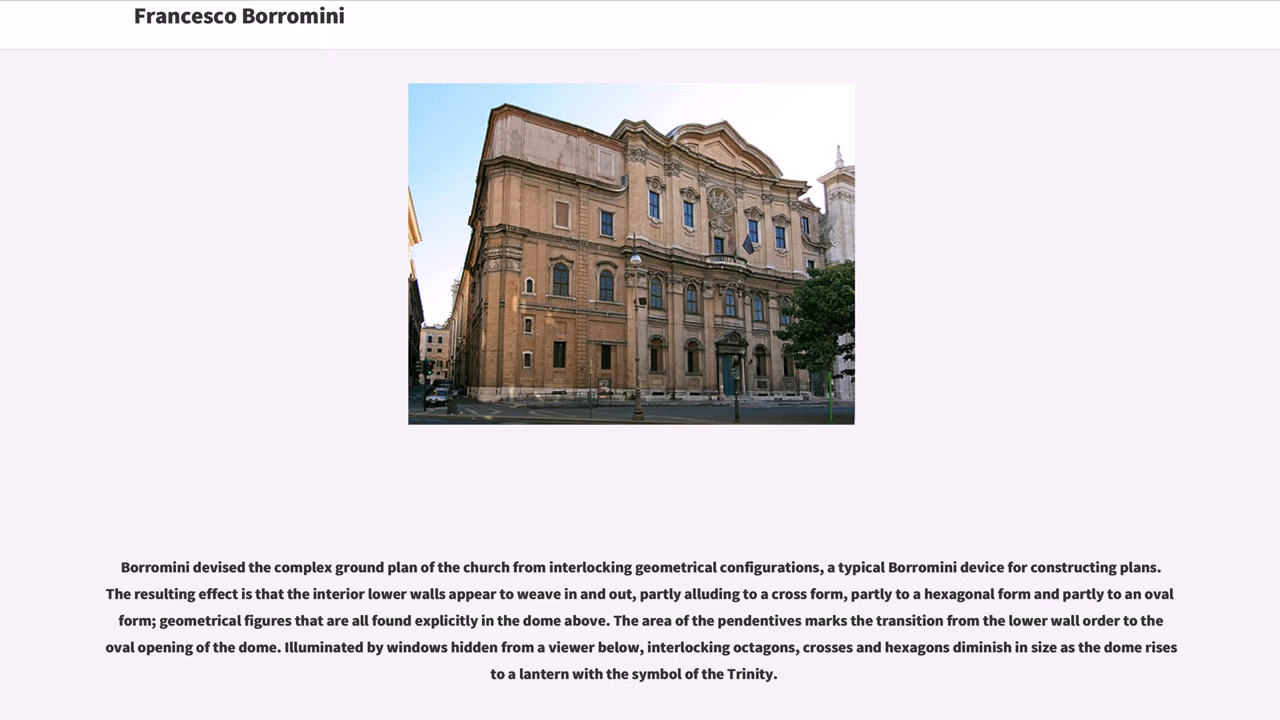 Francesco Borromini
Borromini devised the complex ground plan of the church from interlocking geometrical configurations, a typical Borromini device for constructing plans.
The resulting effect is that the interior lower walls appear to weave in and out, partly alluding to a cross form, partly to a hexagonal form and partly to an oval
form; geometrical figures that are all found explicitly in the dome above. The area of the pendentives marks the transition from the lower wall order to the
oval opening of the dome. Illuminated by windows hidden from a viewer below, interlocking octagons, crosses and hexagons diminish in size as the dome rises
to a lantern with the symbol of the Trinity.